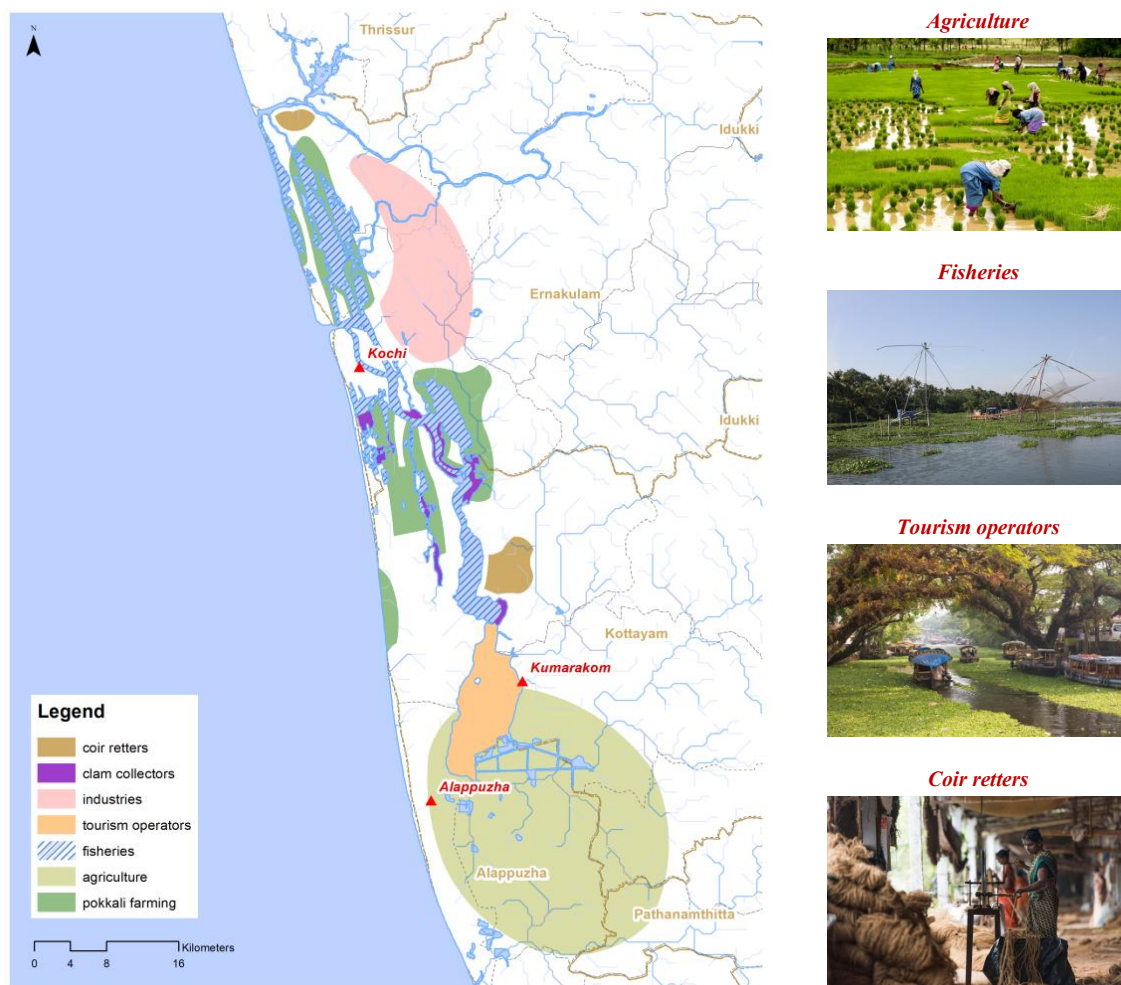 N
Thrissur
Idukki
Ernakulam
Kochi
Idukki
Kottayam
Kumarakom
Alappuzha
Alappuzha
Pathanamthitta
Legend
coir retters
clam collectors
industries
tourism operators
fisheries
agriculture
pokkali farming
Kilometers
0 4 8 16
Agriculture
Fisheries
Tourism operators
Coir retters